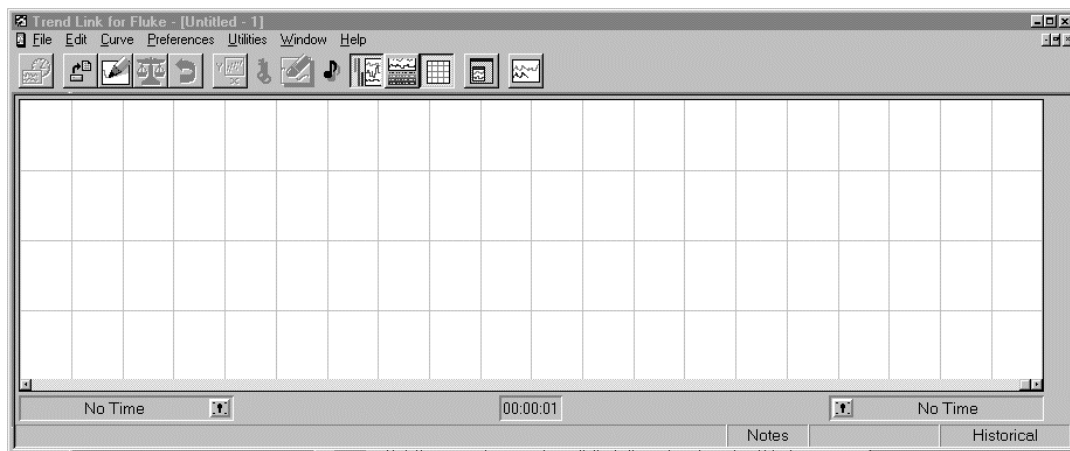 Trend Link for Fluke - [Untitled - 1]
File Edit Curve Preferences Utilities Window Help
No Time 00:00:01 No Time
Notes Historical